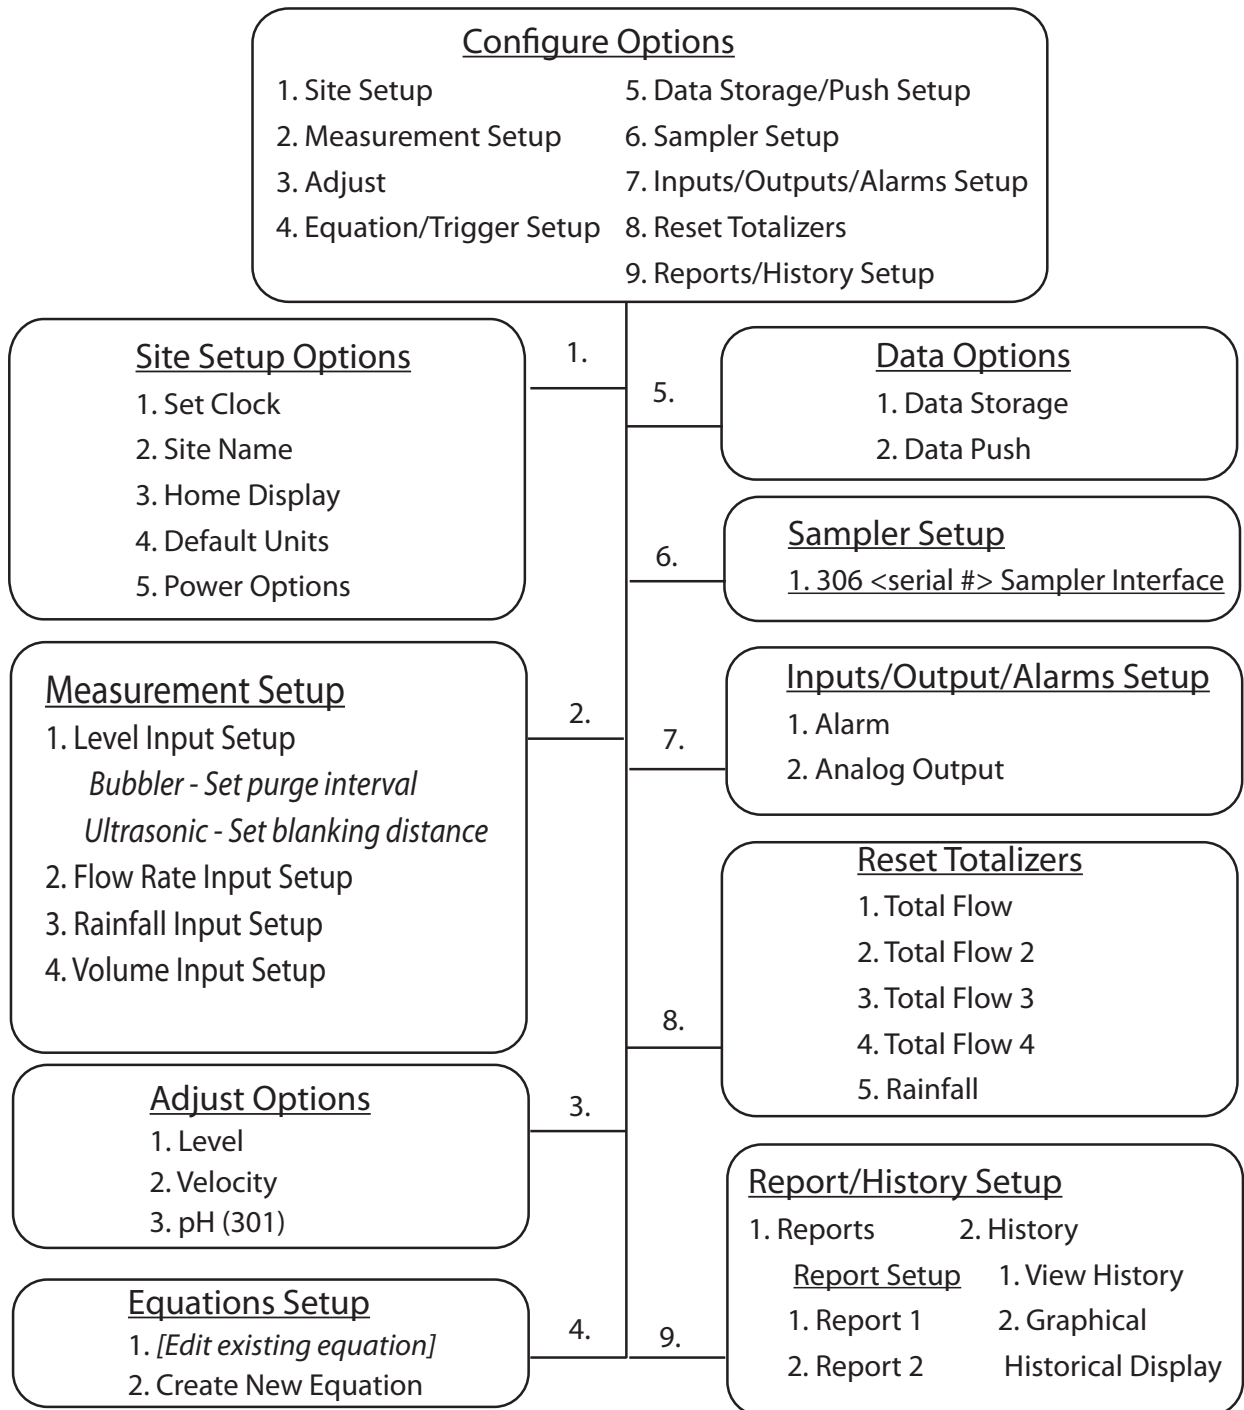 Configure Options
1. Site Setup
2. Measurement Setup
3. Adjust
4. Equation/Trigger Setup
5. Data Storage/Push Setup
6. Sampler Setup
7. Inputs/Outputs/Alarms Setup
8. Reset Totalizers
9. Reports/History Setup
1.
Site Setup Options
1. Set Clock
2. Site Name
3. Home Display
4. Default Units
5. Power Options
5.
Data Options
1. Data Storage
2. Data Push
6.
Sampler Setup
1. 306 <serial #> Sampler Interface
2.
Measurement Setup
1. Level Input Setup
Bubbler - Set purge interval
Ultrasonic - Set blanking distance
2. Flow Rate Input Setup
3. Rainfall Input Setup
4. Volume Input Setup
7.
Inputs/Output/Alarms Setup
1. Alarm
2. Analog Output
8.
Reset Totalizers
1. Total Flow
2. Total Flow 2
3. Total Flow 3
4. Total Flow 4
5. Rainfall
3.
Adjust Options
1. Level
2. Velocity
3. pH (301)
4.
Equations Setup
1. [Edit existing equation]
2. Create New Equation
9.
Report/History Setup
1. Reports
Report Setup
1. Report 1
2. Report 2
2. History
1. View History
2. Graphical
Historical Display